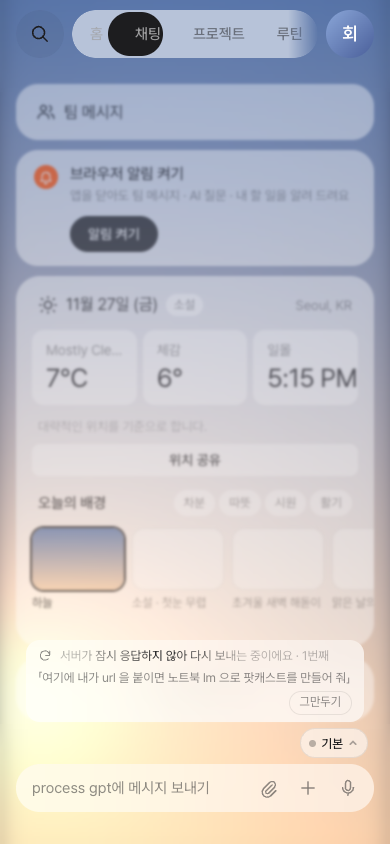 홈 채팅 프로젝트 루틴 회
팀 메시지
브라우저 알림 켜기
앱을 닫아도 팀 메시지 · AI 질문 · 내 할 일을 알려 드려요
알림 켜기
11월 27일 (금) 소설 Seoul, KR
Mostly Cle... 체감 일몰
7°C 6° 5:15 PM
대략적인 위치를 기준으로 합니다.
위치 공유
오늘의 배경 차분 따뜻 시원 활기
하늘 소설 · 첫눈 무렵 초겨울 새벽 해돋이 맑은 날의
서버가 잠시 응답하지 않아 다시 보내는 중이에요 · 1번째
「여기에 내가 url 을 붙이면 노트북 lm 으로 팟캐스트를 만들어 줘」
그만두기
기본
process gpt에 메시지 보내기